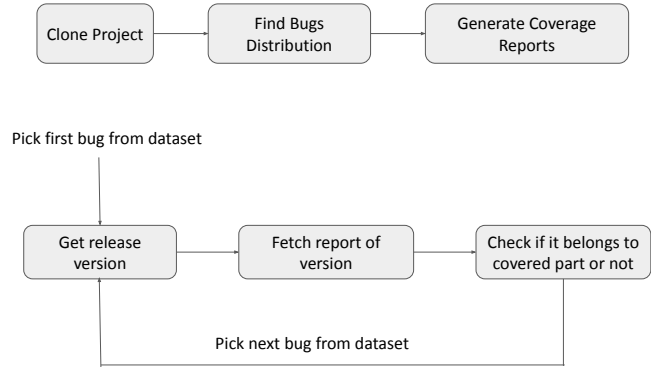 Clone Project
Find Bugs
Distribution
Generate Coverage
Reports
Pick first bug from dataset
Get release
version
Fetch report of
version
Check if it belongs to
covered part or not
Pick next bug from dataset